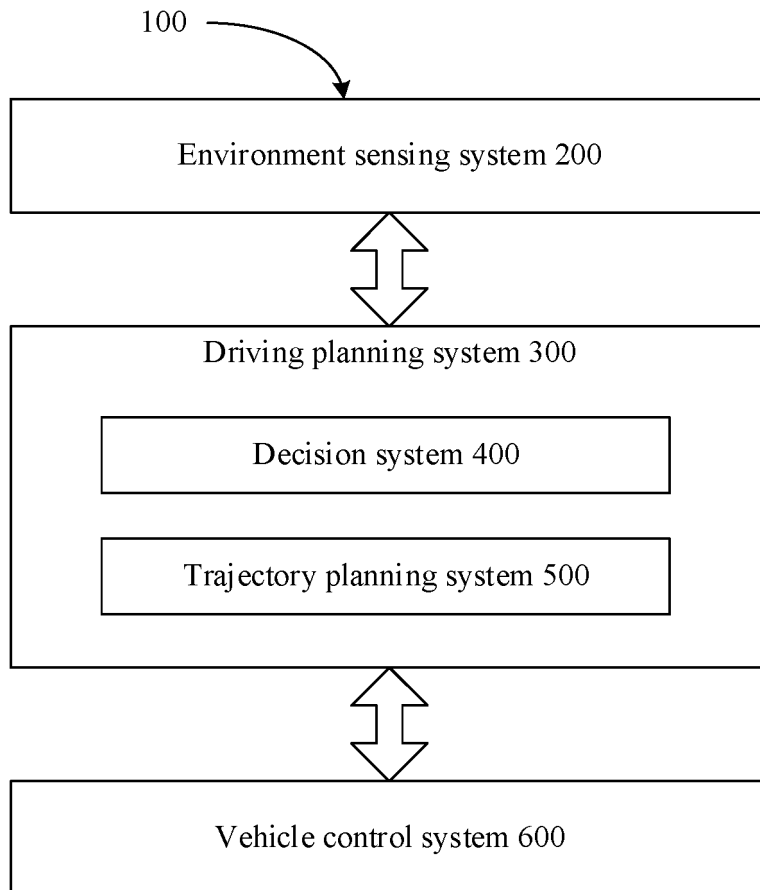 100
Environment sensing system 200
Driving planning system 300
Decision system 400
Trajectory planning system 500
Vehicle control system 600